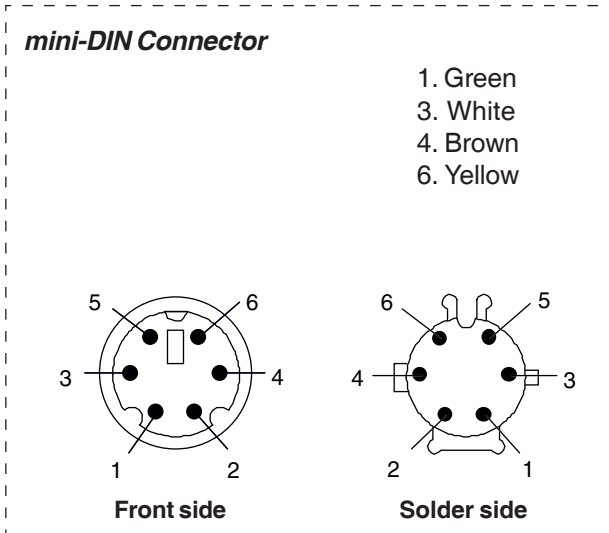 mini-DIN Connector
1. Green
3. White
4. Brown
6. Yellow
5 6 6 5
3 4 4 3
1 2 2 1
Front side Solder side